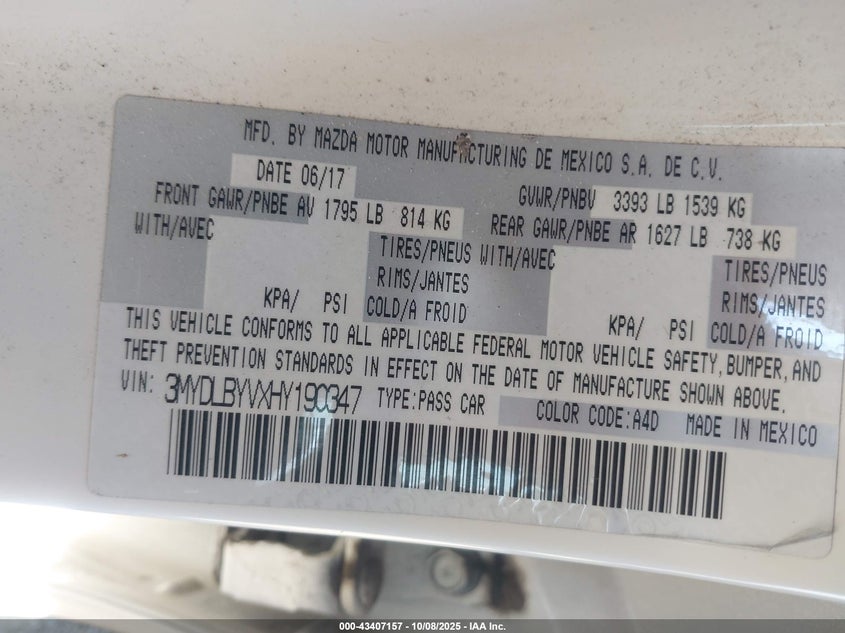 MFD. BY MAZDA MOTOR MANUFACTURING DE MEXICO S.A. DE C.V.
DATE 06/17
GVWR/PNBV 3393 LB 1539 KG
FRONT GAWR/PNBE AV 1795 LB 814 KG
REAR GAWR/PNBE AR 1627 LB 738 KG
WITH/AVEC
TIRES/PNEUS WITH/AVEC
TIRES/PNEUS
RIMS/JANTES
RIMS/JANTES
KPA/ PSI COLD/A FROID
KPA/ PSI COLD/A FROID
THIS VEHICLE CONFORMS TO ALL APPLICABLE FEDERAL MOTOR VEHICLE SAFETY, BUMPER, AND
THEFT PREVENTION STANDARDS IN EFFECT ON THE DATE OF MANUFACTURE SHOWN ABOVE.
VIN: 3MYDLBYVXHY190347 TYPE:PASS CAR COLOR CODE:A4D MADE IN MEXICO
000-43407157 - 10/08/2025 - IAA Inc.